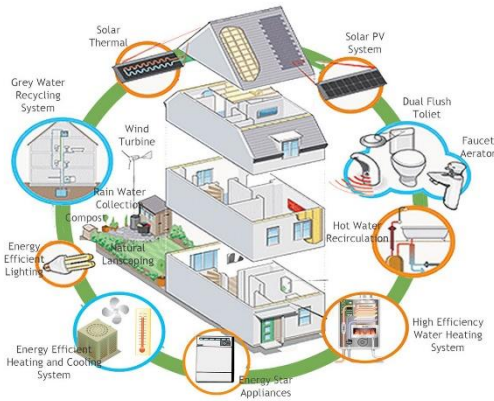 Solar
Thermal
Solar PV
System
Grey Water
Recycling
System
Dual Flush
Toliet
Faucet
Aerator
Wind
Turbine
Rain Water
Collection
Compost
Natural
Lanscoping
Hot Water
Recirculation
Energy
Efficient
Lighting
High Efficiency
Water Heating
System
Energy Efficient
Heating and Cooling
System
Energy Star
Appliances